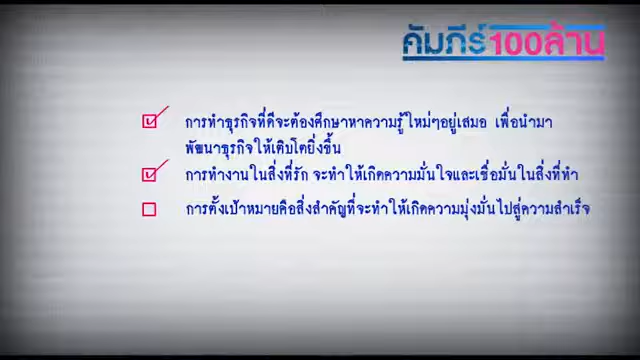 คัมภีร์100ล้าน
การทำธุรกิจที่ดีจะต้องศึกษาหาความรู้ใหม่ๆอยู่เสมอ เพื่อนำมา
พัฒนาธุรกิจให้เติบโตยิ่งขึ้น
การทำงานในสิ่งที่รัก จะทำให้เกิดความมั่นใจและเชื่อมั่นในสิ่งที่ทำ
การตั้งเป้าหมายคือสิ่งสำคัญที่จะทำให้เกิดความมุ่งมั่นไปสู่ความสำเร็จ